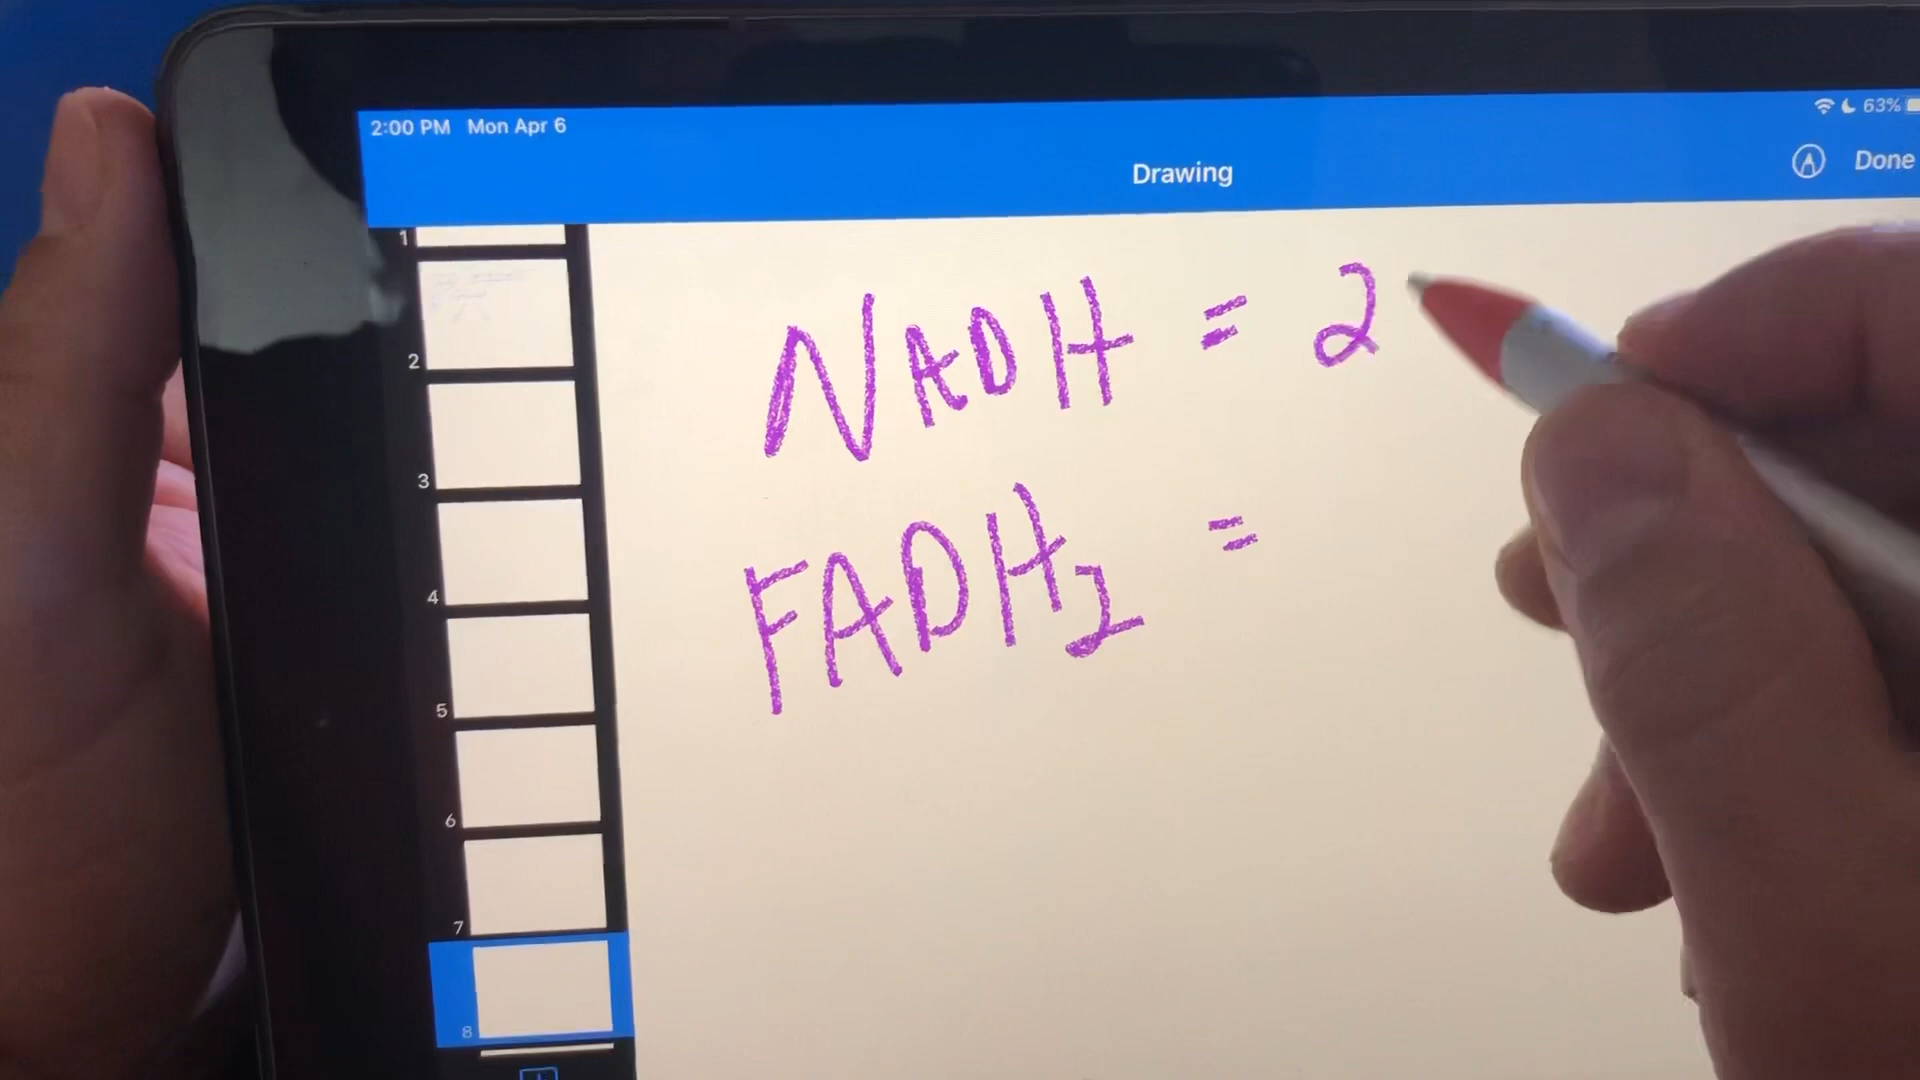 2:00 PM Mon Apr 6
63%
Drawing
Done
1
2
3
4
5
6
7
8
NADH = 2
FADH2 =